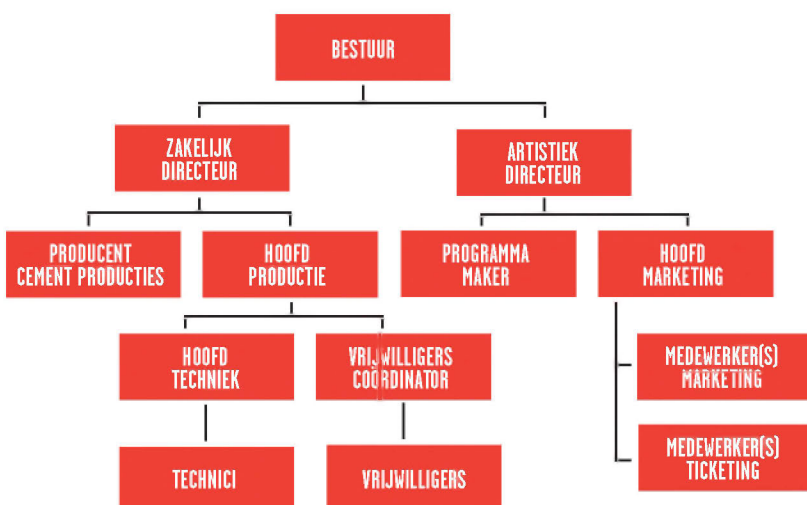 BESTUUR
ZAKELIJK
DIRECTEUR
ARTISTIEK
DIRECTEUR
PRODUCENT
CEMENT PRODUCTIES
HOOFD
PRODUCTIE
PROGRAMMA
MAKER
HOOFD
MARKETING
HOOFD
TECHNIEK
VRIJWILLIGERS
COÖRDINATOR
MEDEWERKER(S)
MARKETING
TECHNICI
VRIJWILLIGERS
MEDEWERKER(S)
TICKETING